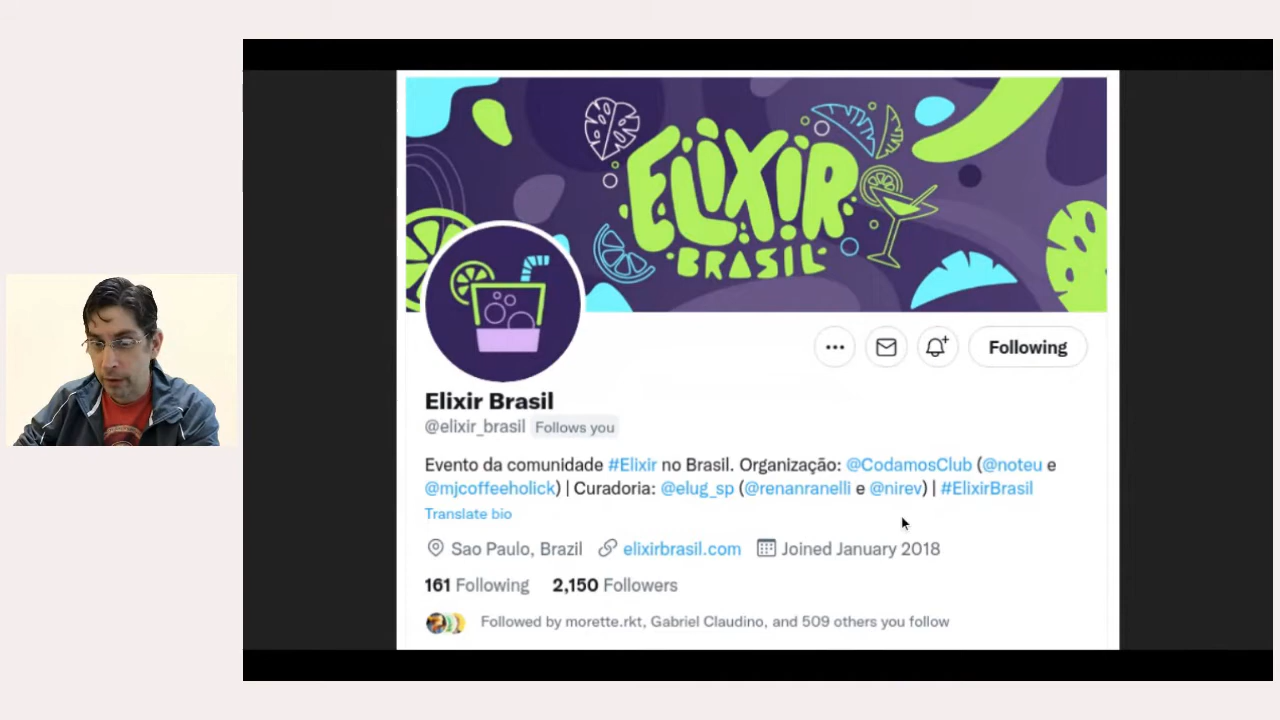 ELIXIR
BRASIL
Following
Elixir Brasil
@elixir_brasil Follows you
Evento da comunidade #Elixir no Brasil. Organização: @CodamosClub (@noteu e
@mjcoffeeholick) | Curadoria: @elug_sp (@renanranelli e @nirev) | #ElixirBrasil
Translate bio
Sao Paulo, Brazil elixirbrasil.com Joined January 2018
161 Following 2,150 Followers
Followed by morette.rkt, Gabriel Claudino, and 509 others you follow